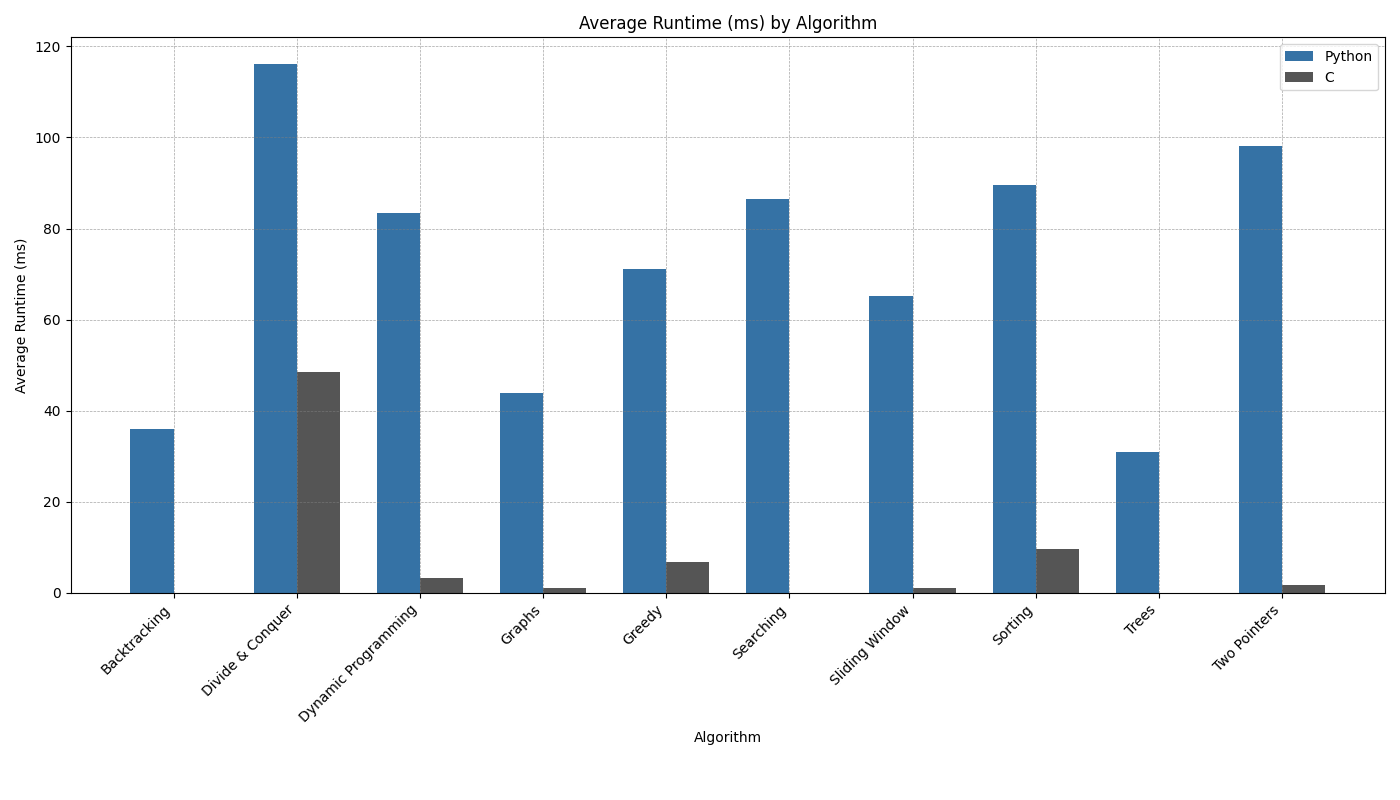 Average Runtime (ms) by Algorithm
Python
C
120
100
80
60
40
20
0
Average Runtime (ms)
Backtracking
Divide & Conquer
Dynamic Programming
Graphs
Greedy
Searching
Sliding Window
Sorting
Trees
Two Pointers
Algorithm